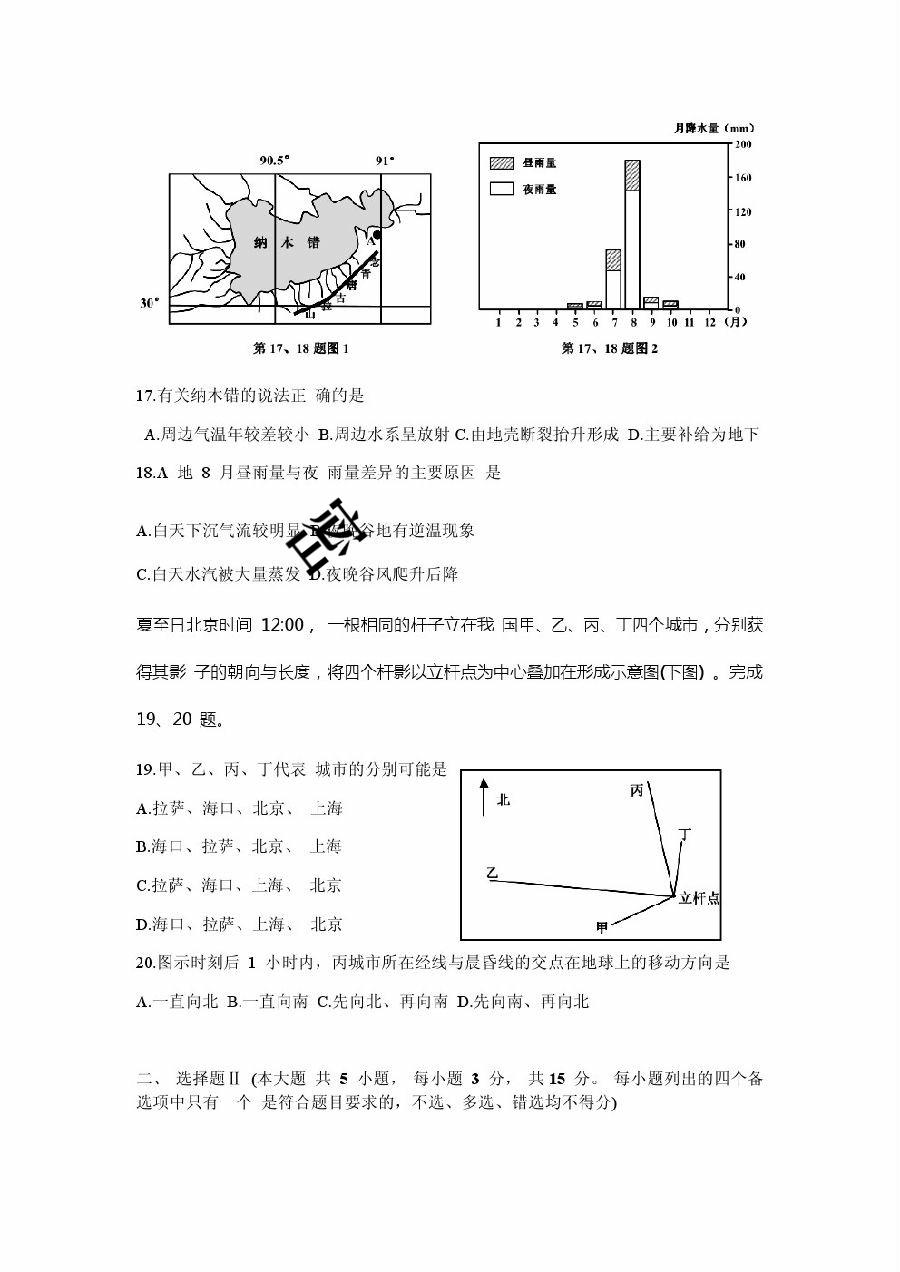 月降水量（mm）
90.5°
91°
昼雨量
夜雨量
200
160
120
80
40
0
纳 木 错
A
念
青
唐
古
拉
山
30°
1 2 3 4 5 6 7 8 9 10 11 12 （月）
第 17、18 题图 1
第 17、18 题图 2
17.有关纳木错的说法正 确的是
A.周边气温年较差较小 B.周边水系呈放射 C.由地壳断裂抬升形成 D.主要补给为地下
18.A 地 8 月昼雨量与夜 雨量差异的主要原因 是
A.白天下沉气流较明显 B.夜晚谷地有逆温现象
C.白天水汽被大量蒸发 D.夜晚谷风爬升后降
夏至日北京时间 12:00， 一根相同的杆子立在我 国甲、乙、丙、丁四个城市，分别获
得其影 子的朝向与长度，将四个杆影以立杆点为中心叠加在形成示意图(下图) 。完成
19、20 题。
19.甲、乙、丙、丁代表 城市的分别可能是
A.拉萨、海口、北京、 上海
B.海口、拉萨、北京、 上海
C.拉萨、海口、上海、 北京
D.海口、拉萨、上海、 北京
北
丙
丁
乙
立杆点
甲
20.图示时刻后 1 小时内，丙城市所在经线与晨昏线的交点在地球上的移动方向是
A.一直向北 B.一直向南 C.先向北、再向南 D.先向南、再向北
二、 选择题Ⅱ (本大题 共 5 小题， 每小题 3 分， 共 15 分。 每小题列出的四个备
选项中只有 一个 是符合题目要求的，不选、多选、错选均不得分)